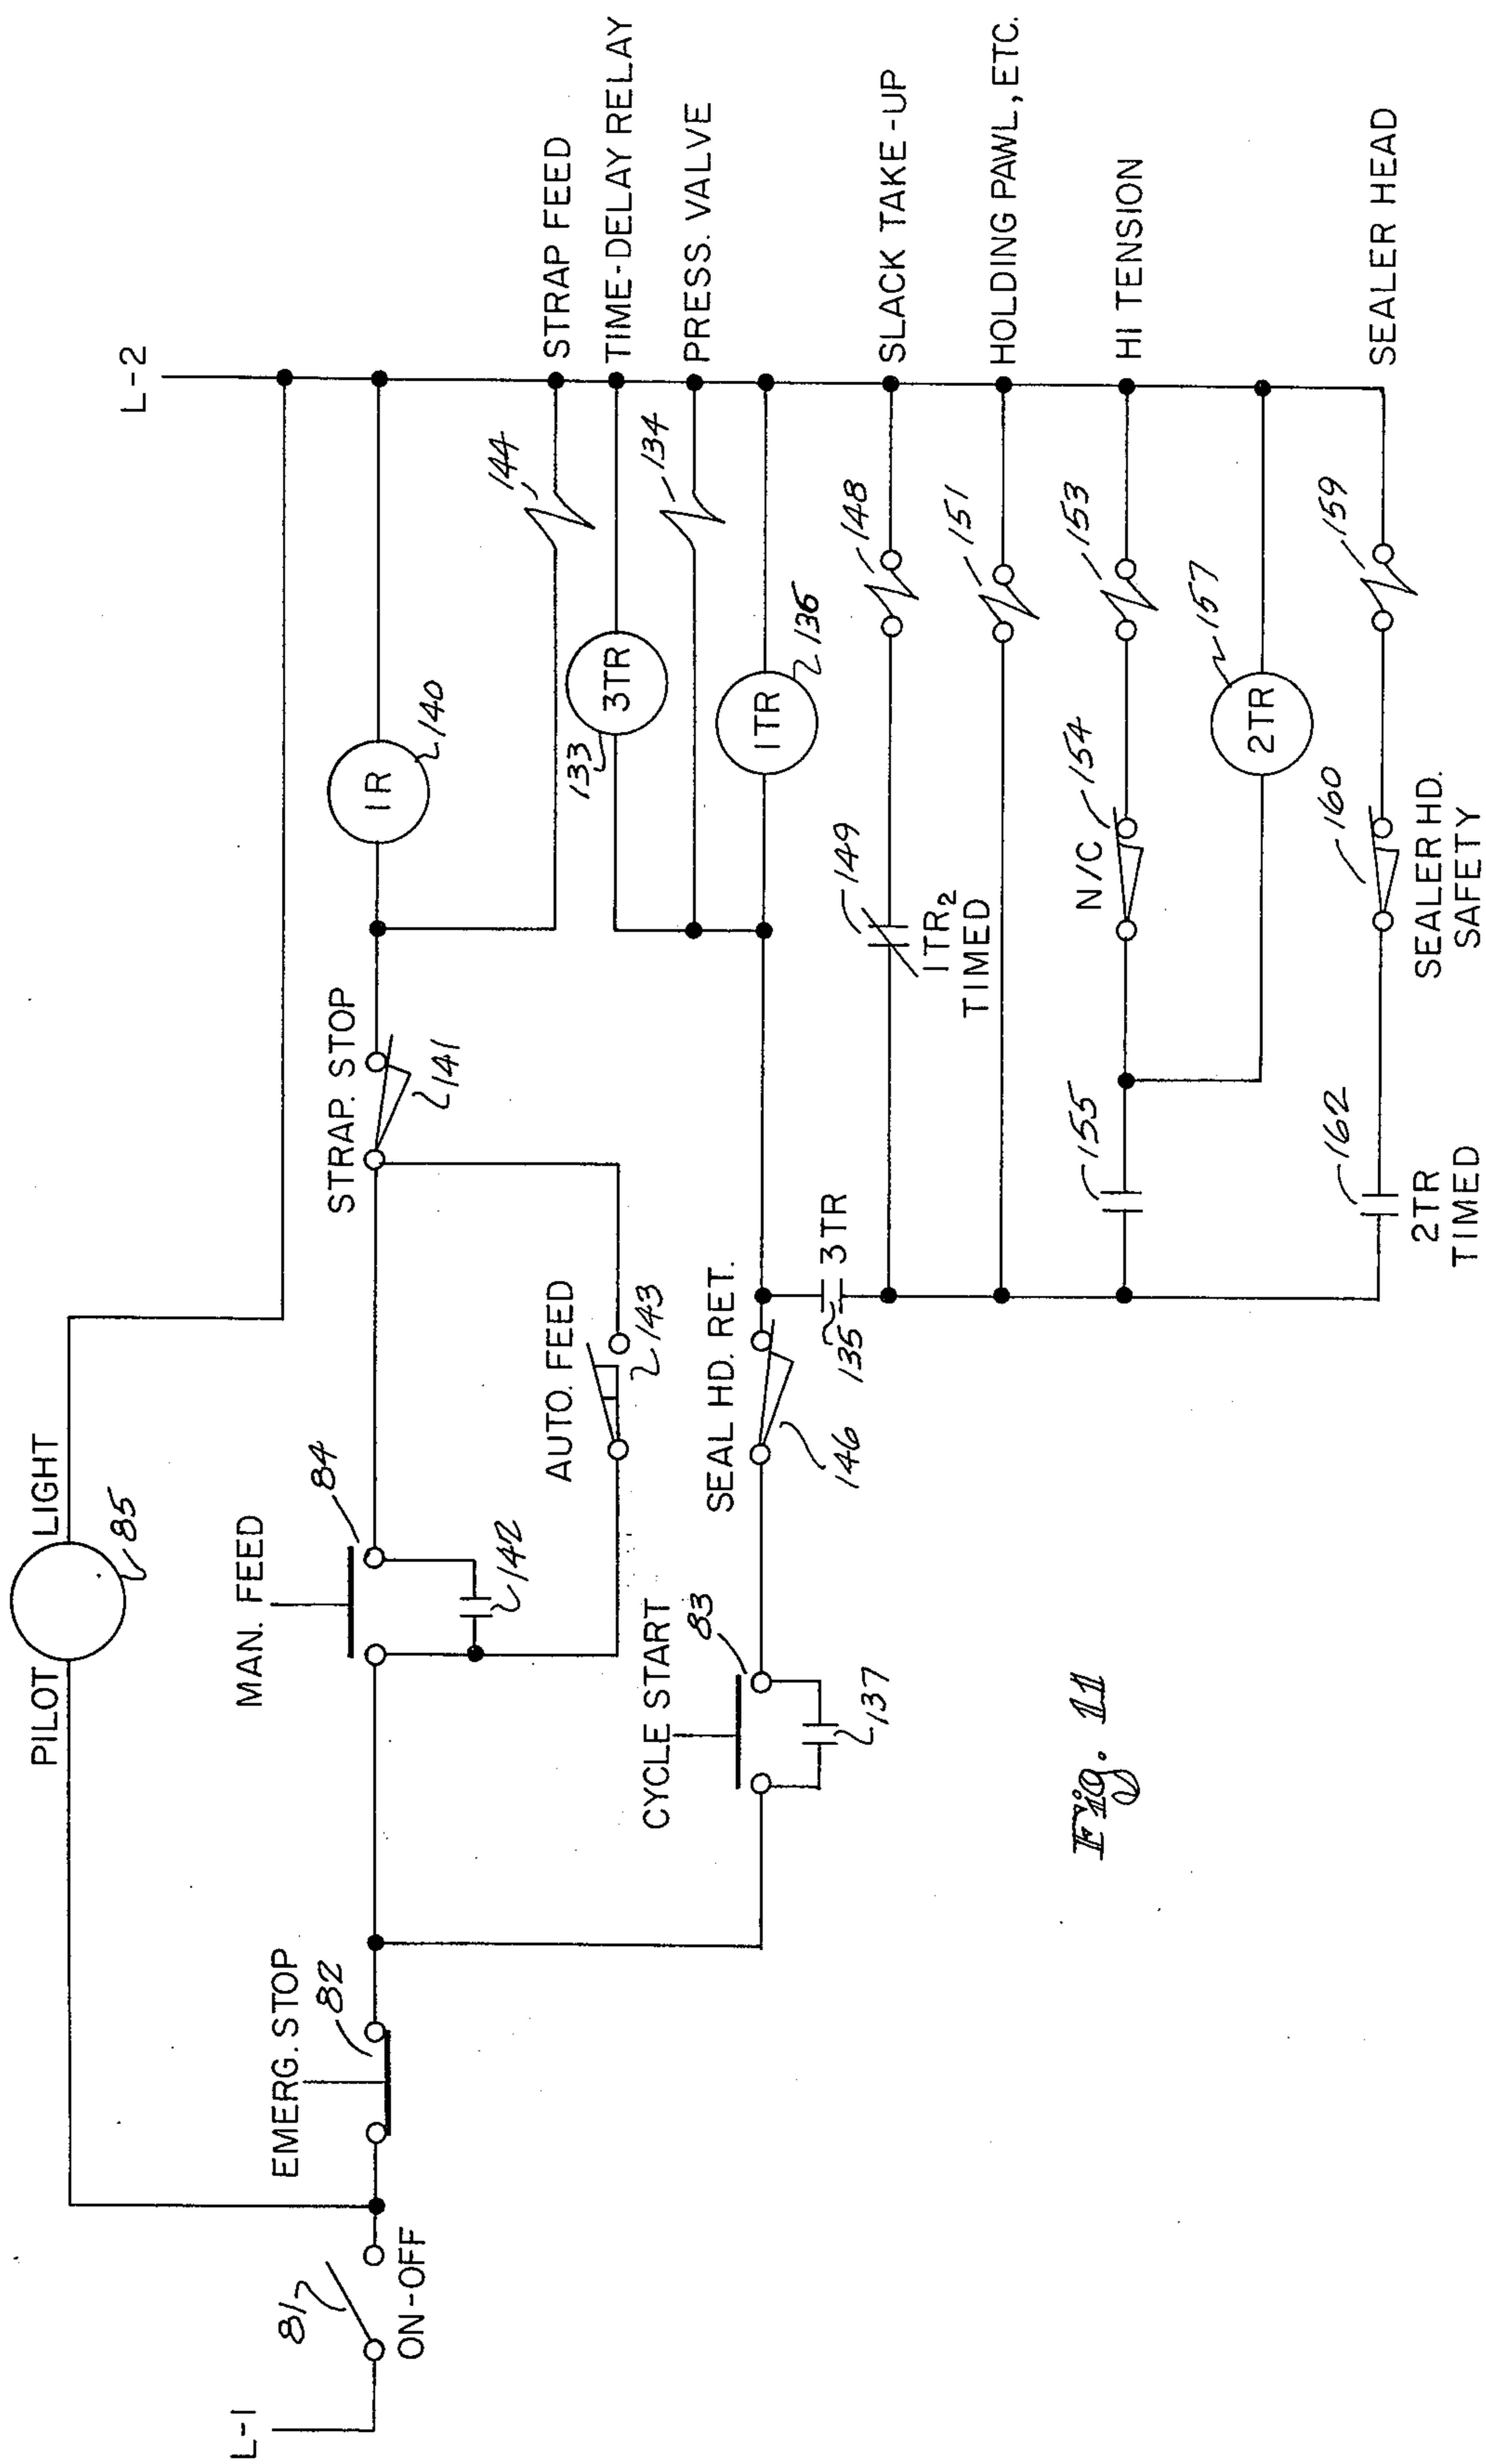 L-1
81
ON-OFF
EMERG. STOP
82
PILOT LIGHT
85
MAN. FEED
84
142
AUTO. FEED
143
STRAP. STOP
141
1R
140
L-2
144
STRAP FEED
133
3TR
TIME-DELAY RELAY
134
PRESS. VALVE
1TR
136
CYCLE START
83
137
SEAL HD. RET.
146
135
3TR
149
1TR2
TIMED
148
SLACK TAKE-UP
151
HOLDING PAWL, ETC.
155
N/C
154
153
HI TENSION
2TR
157
162
2TR
TIMED
160
SEALER HD.
SAFETY
159
SEALER HEAD
Fig. 11